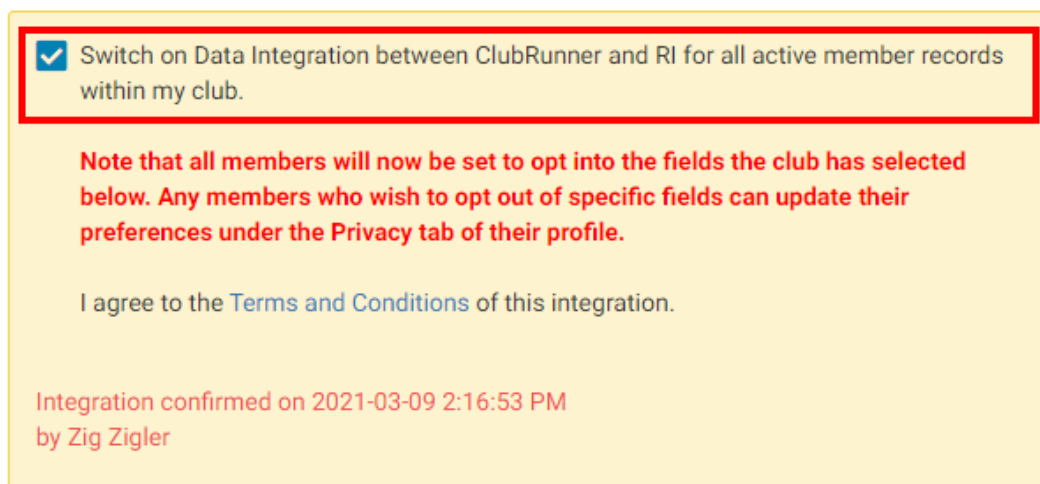 Switch on Data Integration between ClubRunner and RI for all active member records
within my club.
Note that all members will now be set to opt into the fields the club has selected
below. Any members who wish to opt out of specific fields can update their
preferences under the Privacy tab of their profile.
I agree to the Terms and Conditions of this integration.
Integration confirmed on 2021-03-09 2:16:53 PM
by Zig Zigler